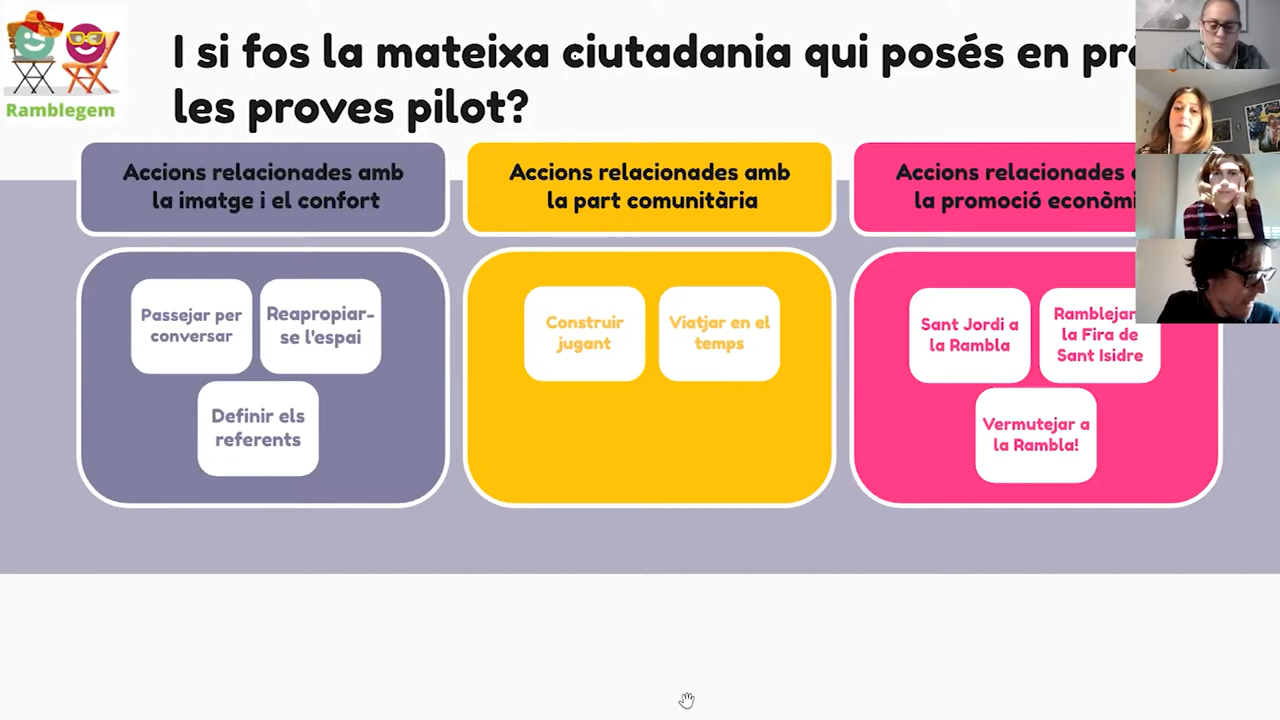 Ramblegem
I si fos la mateixa ciutadania qui posés en
les proves pilot?
Accions relacionades amb
la imatge i el confort
Accions relacionades amb
la part comunitària
Accions relacionades
la promoció
Passejar per
conversar
Reapropiar-
se l'espai
Definir els
referents
Construir
jugant
Viatjar en el
temps
Sant Jordi a
la Rambla
la Fira de
Sant Isidre
Vermutejar a
la Rambla!